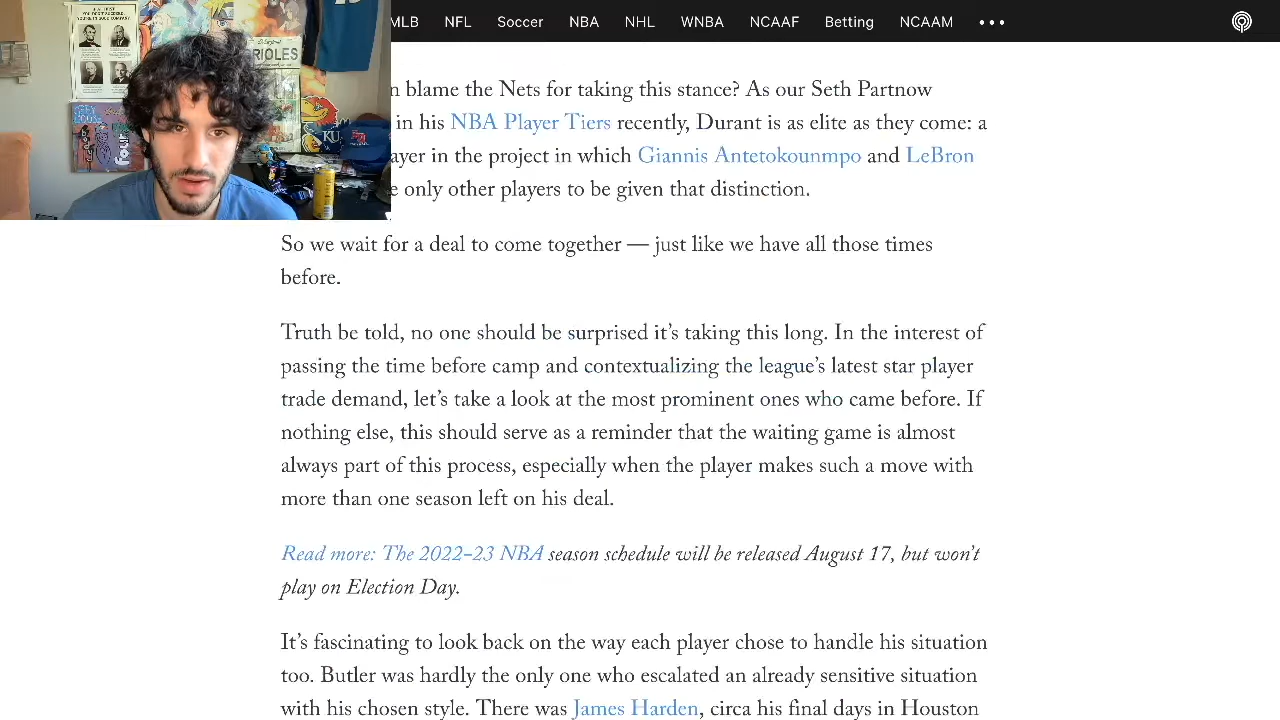 MLB NFL Soccer NBA NHL WNBA NCAAF Betting NCAAM
ORIOLES
KU
blame the Nets for taking this stance? As our Seth Partnow
in his NBA Player Tiers recently, Durant is as elite as they come: a
in the project in which Giannis Antetokounmpo and LeBron
only other players to be given that distinction.
So we wait for a deal to come together — just like we have all those times
before.
Truth be told, no one should be surprised it’s taking this long. In the interest of
passing the time before camp and contextualizing the league’s latest star player
trade demand, let’s take a look at the most prominent ones who came before. If
nothing else, this should serve as a reminder that the waiting game is almost
always part of this process, especially when the player makes such a move with
more than one season left on his deal.
Read more: The 2022–23 NBA season schedule will be released August 17, but won’t
play on Election Day.
It’s fascinating to look back on the way each player chose to handle his situation
too. Butler was hardly the only one who escalated an already sensitive situation
with his chosen style. There was James Harden, circa his final days in Houston